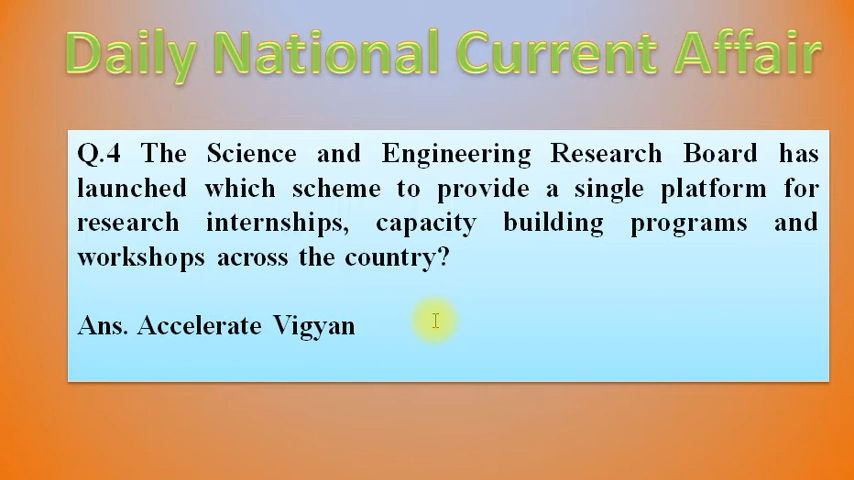 Daily National Current Affair
Q.4 The Science and Engineering Research Board has
launched which scheme to provide a single platform for
research internships, capacity building programs and
workshops across the country?
Ans. Accelerate Vigyan